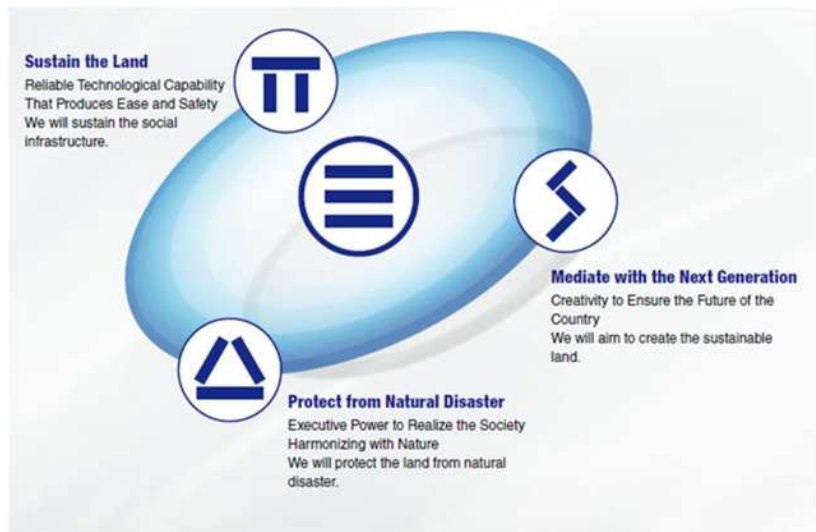 Sustain the Land
Reliable Technological Capability
That Produces Ease and Safety
We will sustain the social
infrastructure.
Mediate with the Next Generation
Creativity to Ensure the Future of the
Country
We will aim to create the sustainable
land.
Protect from Natural Disaster
Executive Power to Realize the Society
Harmonizing with Nature
We will protect the land from natural
disaster.